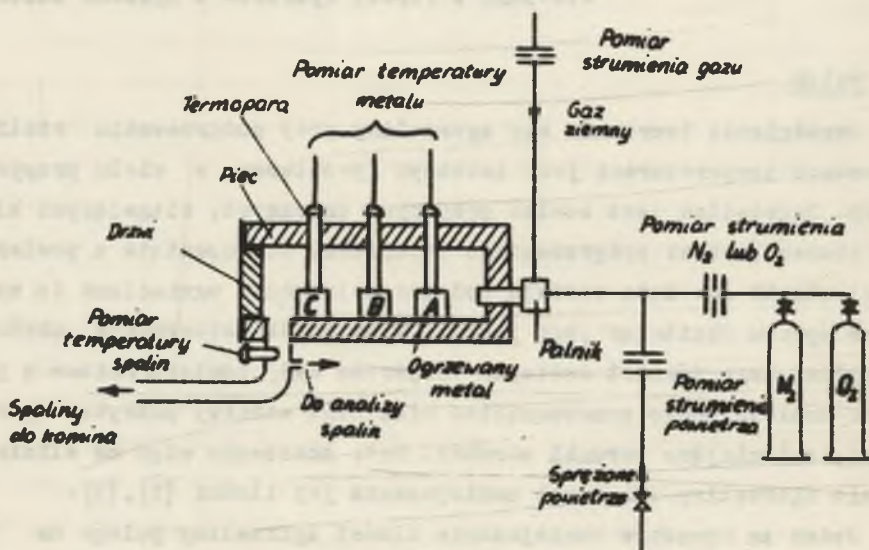 Pomiar
strumienia gazu
Pomiar temperatury
metalu
Termopara
Gaz
ziemny
Piec
Drzwi
Pomiar strumienia
N₂ lub O₂
C B A
Pomiar
temperatury
spalin
Palnik
Ogrzewany
metal
N₂ O₂
Pomiar
strumienia
powietrza
Spaliny
do komina
Do analizy
spalin
Sprężone
powietrze